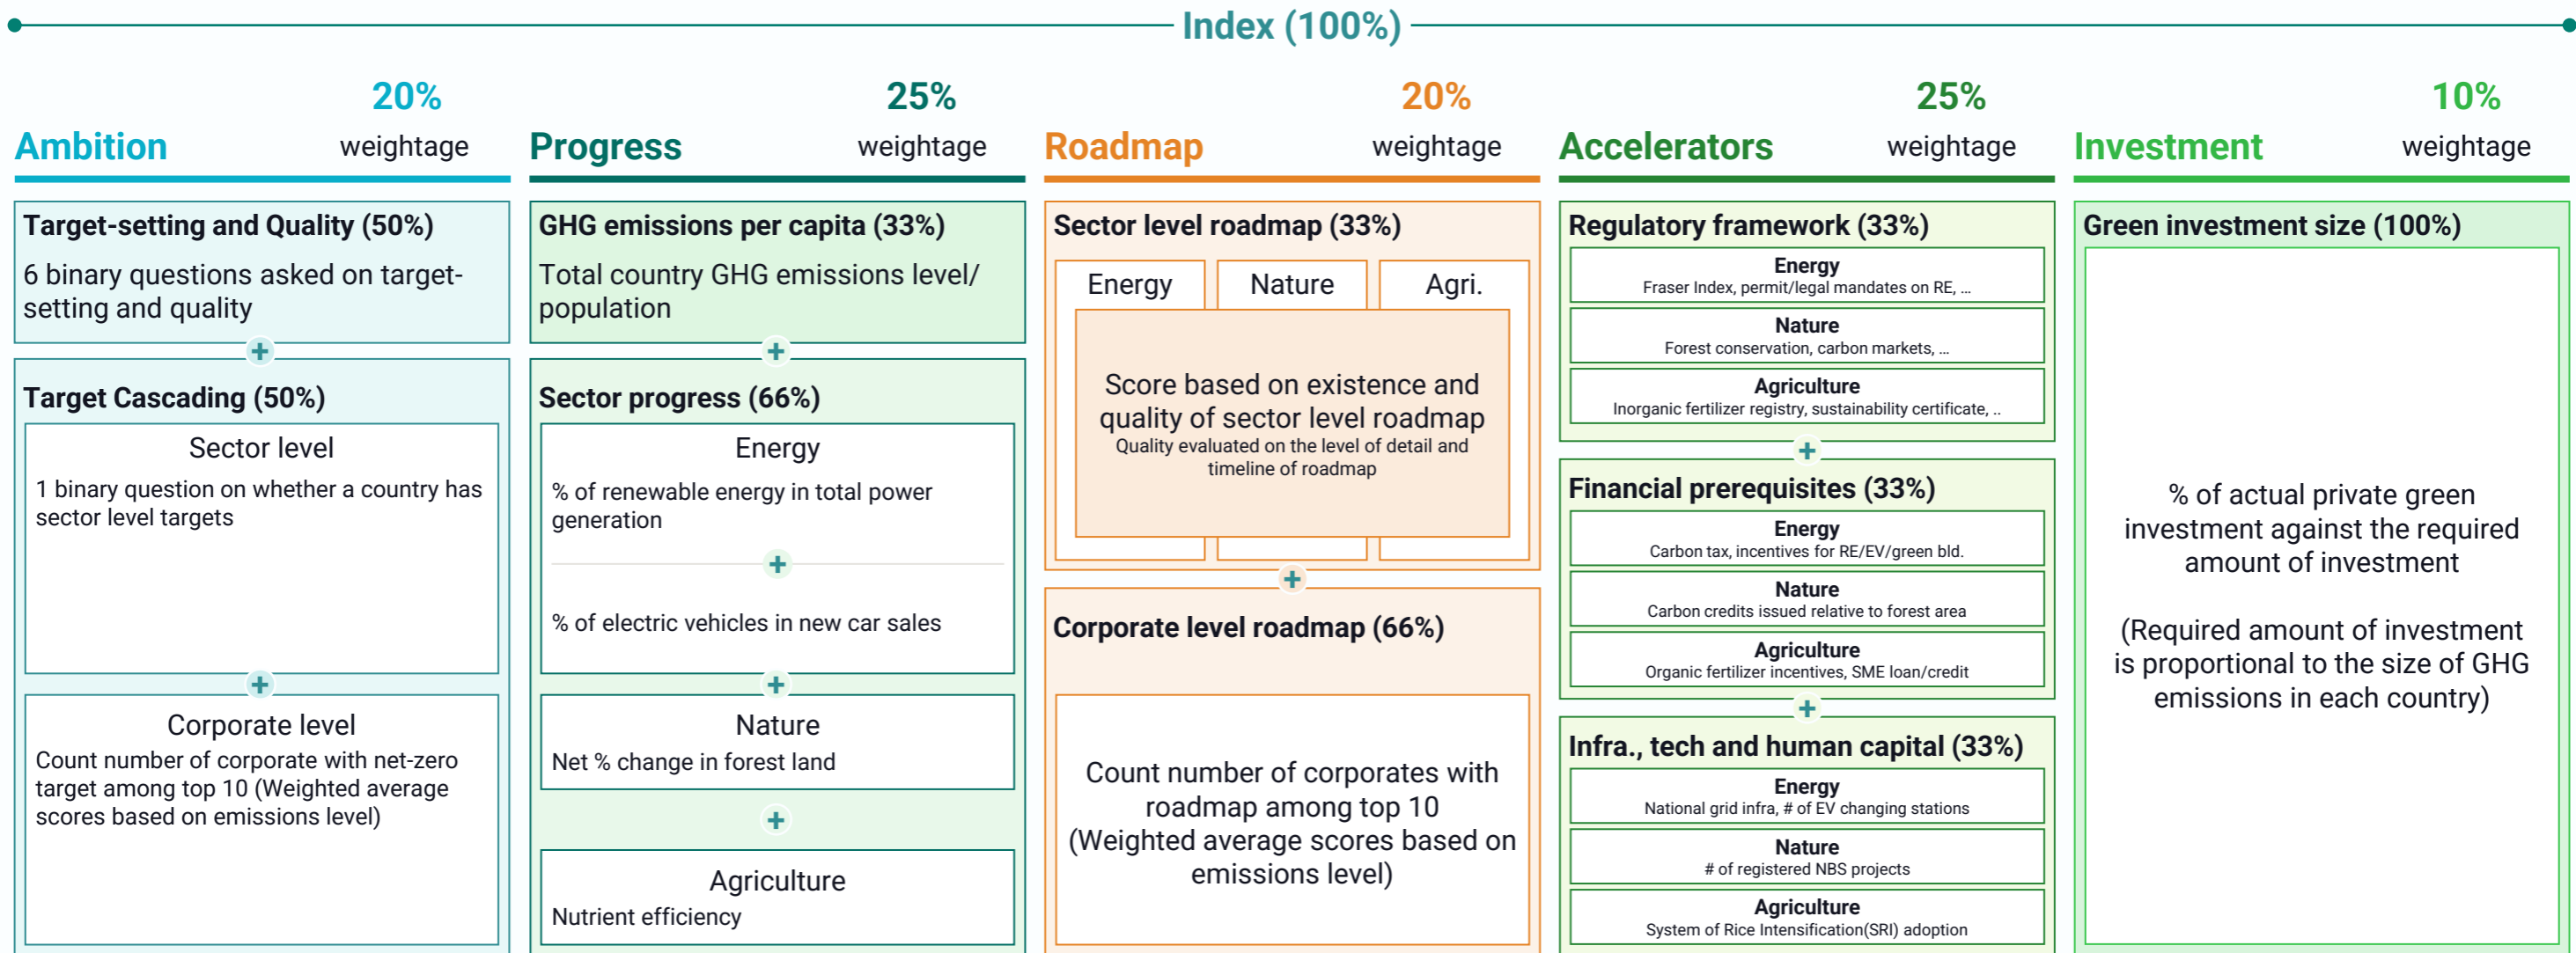 Index (100%)
20%
weightage
Ambition
Target-setting and Quality (50%)
6 binary questions asked on target-
setting and quality
+
Target Cascading (50%)
Sector level
1 binary question on whether a country has
sector level targets
+
Corporate level
Count number of corporate with net-zero
target among top 10 (Weighted average
scores based on emissions level)
25%
weightage
Progress
GHG emissions per capita (33%)
Total country GHG emissions level/
population
+
Sector progress (66%)
Energy
% of renewable energy in total power
generation
+
% of electric vehicles in new car sales
+
Nature
Net % change in forest land
+
Agriculture
Nutrient efficiency
20%
weightage
Roadmap
Sector level roadmap (33%)
Energy
Nature
Agri.
Score based on existence and
quality of sector level roadmap
Quality evaluated on the level of detail and
timeline of roadmap
+
Corporate level roadmap (66%)
Count number of corporates with
roadmap among top 10
(Weighted average scores based on
emissions level)
25%
weightage
Accelerators
Regulatory framework (33%)
Energy
Fraser Index, permit/legal mandates on RE, ...
Nature
Forest conservation, carbon markets, ...
Agriculture
Inorganic fertilizer registry, sustainability certificate, ..
+
Financial prerequisites (33%)
Energy
Carbon tax, incentives for RE/EV/green bld.
Nature
Carbon credits issued relative to forest area
Agriculture
Organic fertilizer incentives, SME loan/credit
+
Infra., tech and human capital (33%)
Energy
National grid infra, # of EV changing stations
Nature
# of registered NBS projects
Agriculture
System of Rice Intensification(SRI) adoption
10%
weightage
Investment
Green investment size (100%)
% of actual private green
investment against the required
amount of investment
(Required amount of investment
is proportional to the size of GHG
emissions in each country)